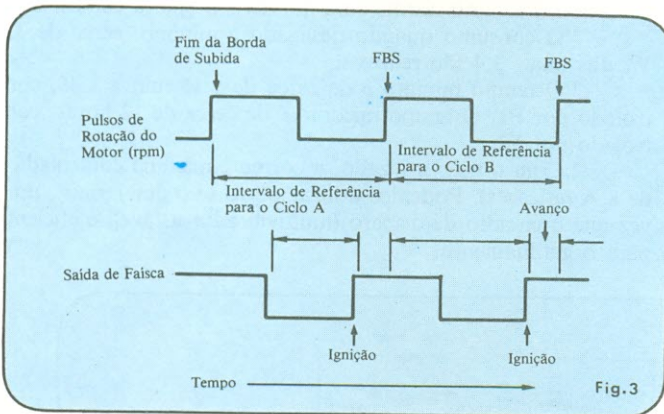 Fim da Borda
de Subida
FBS
FBS
Pulsos de
Rotação do
Motor (rpm)
Intervalo de Referência
para o Ciclo B
Intervalo de Referência
para o Ciclo A
Avanço
Saída de Faísca
Ignição
Ignição
Tempo
Fig.3